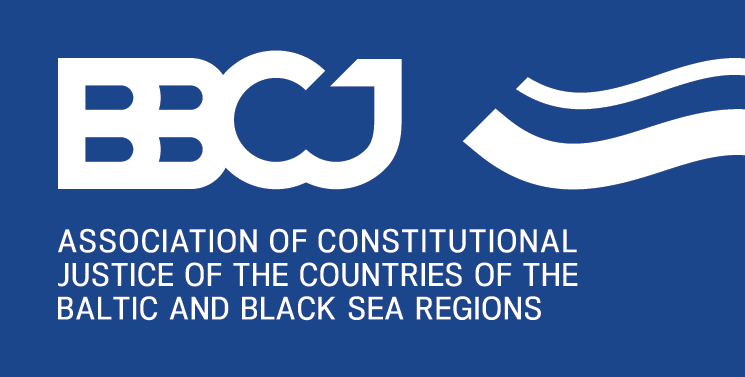 BBCJ
ASSOCIATION OF CONSTITUTIONAL
JUSTICE OF THE COUNTRIES OF THE
BALTIC AND BLACK SEA REGIONS